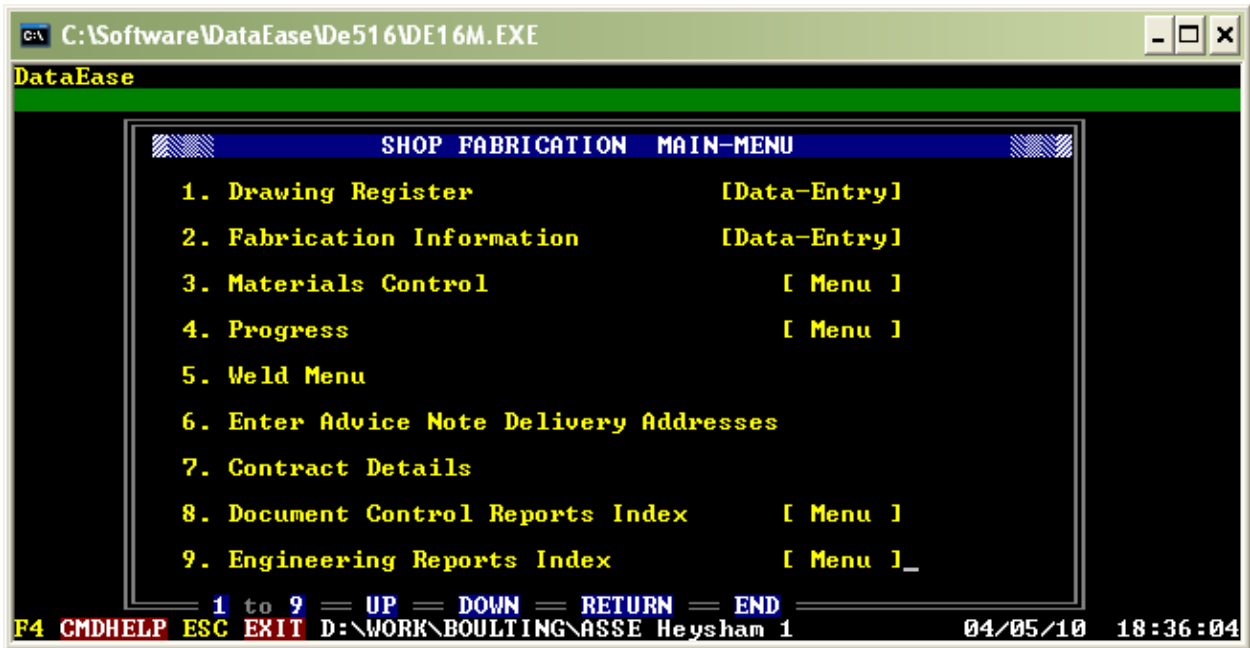 C:\Software\DataEase\De516\DE16M.EXE
DataEase
SHOP FABRICATION MAIN-MENU
1. Drawing Register [Data-Entry]
2. Fabrication Information [Data-Entry]
3. Materials Control [ Menu ]
4. Progress [ Menu ]
5. Weld Menu
6. Enter Advice Note Delivery Addresses
7. Contract Details
8. Document Control Reports Index [ Menu ]
9. Engineering Reports Index [ Menu ]_
1 to 9 == UP == DOWN == RETURN == END
F4 CMDHELP ESC EXIT D:\WORK\BOULTING\ASSE Heysham 1 04/05/10 18:36:04